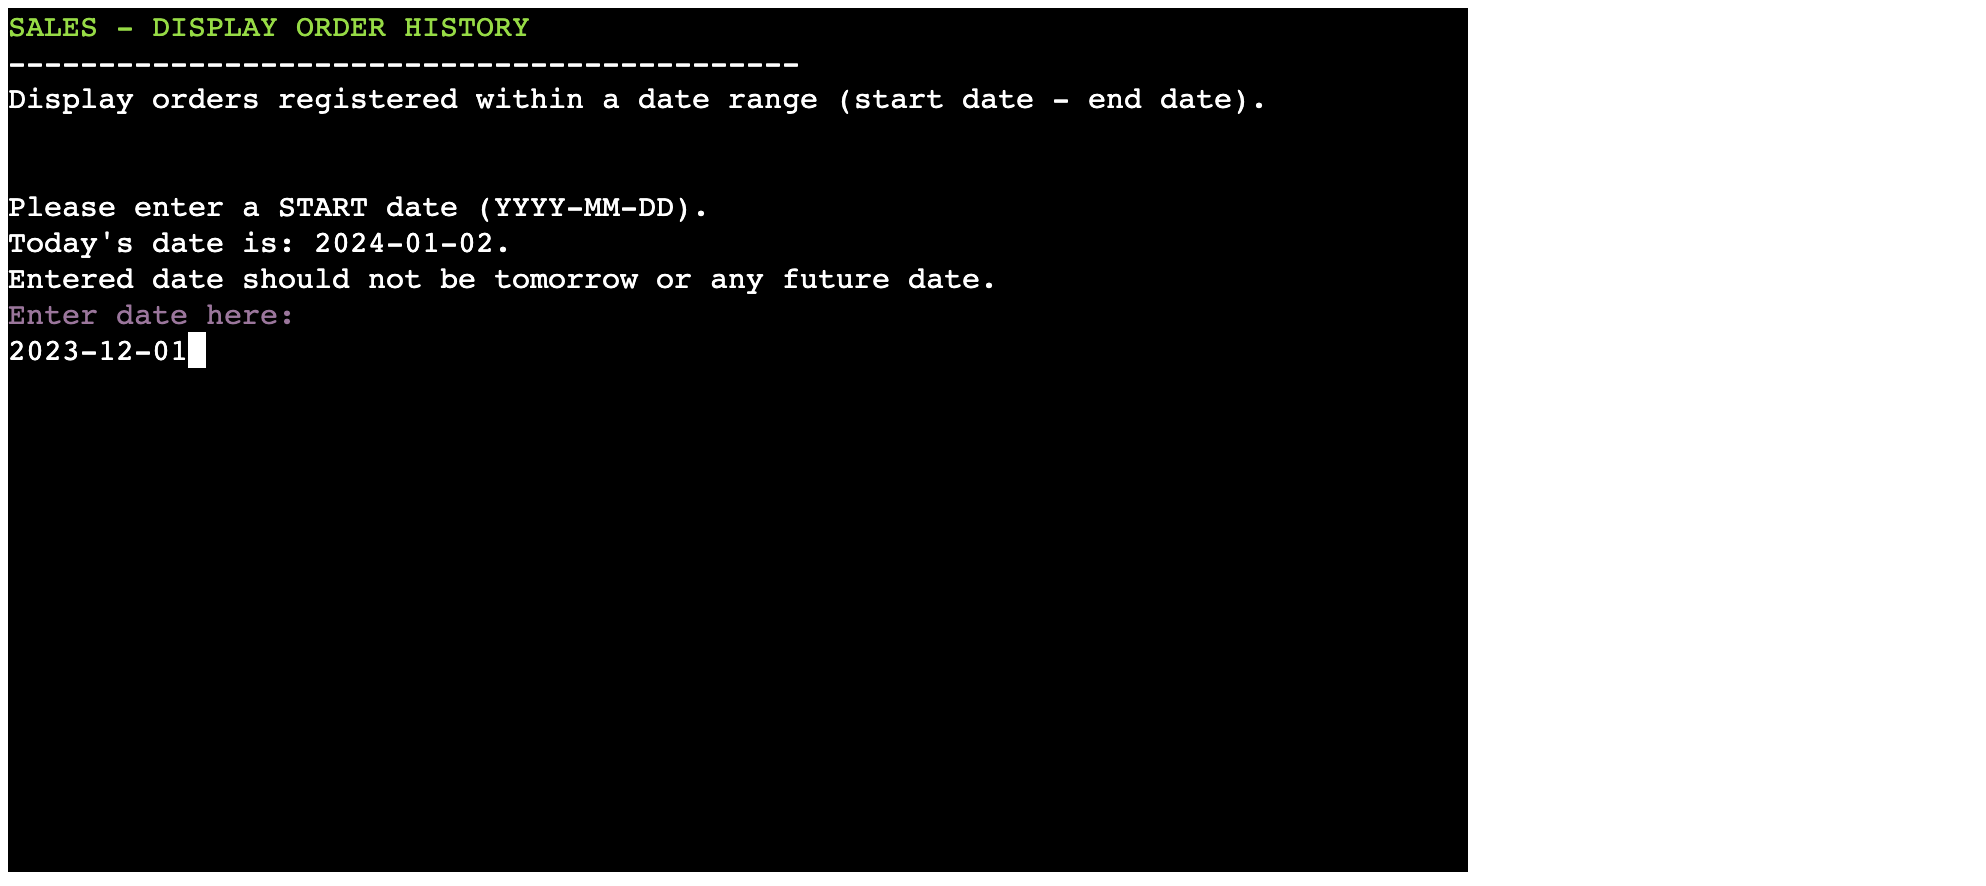 SALES - DISPLAY ORDER HISTORY
--------------------------------------------
Display orders registered within a date range (start date - end date).
Please enter a START date (YYYY-MM-DD).
Today's date is: 2024-01-02.
Entered date should not be tomorrow or any future date.
Enter date here:
2023-12-01